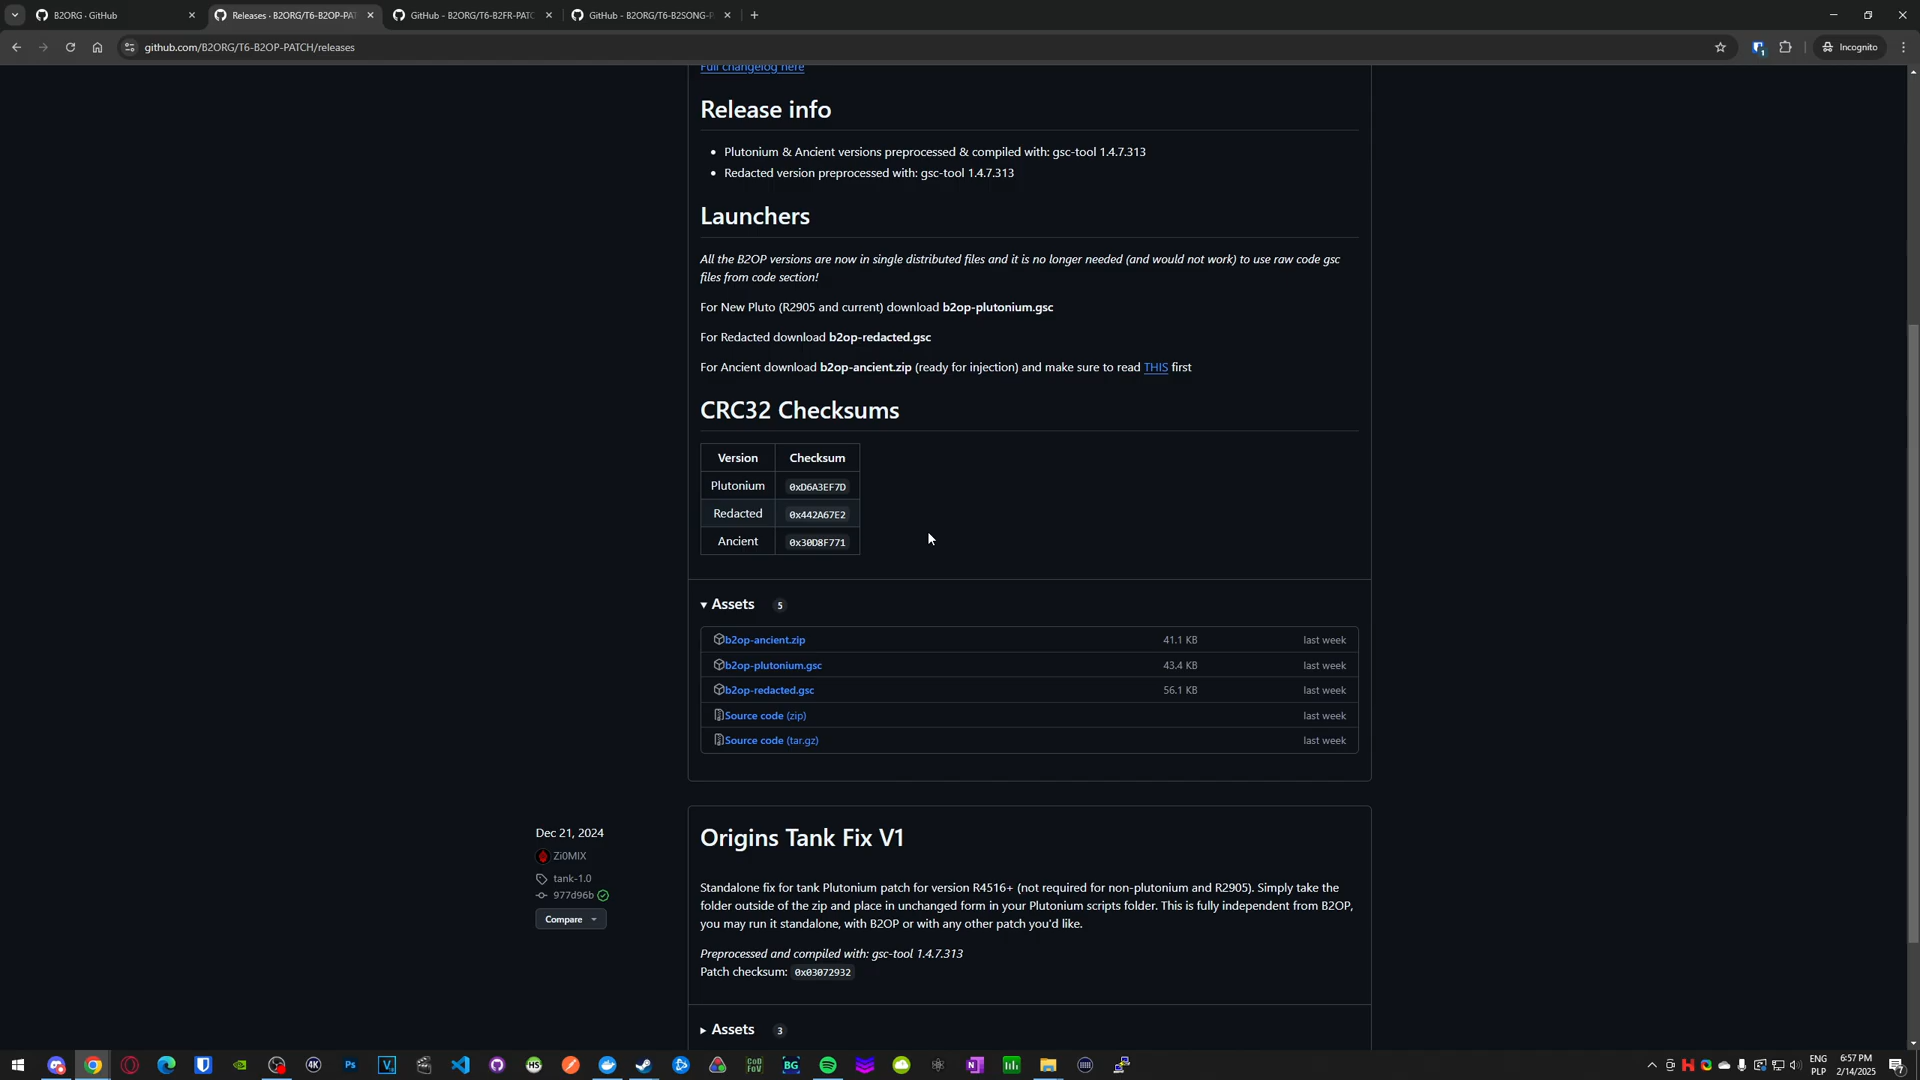 B2ORG · GitHub
Releases · B2ORG/T6-B2OP-PAT
GitHub - B2ORG/T6-B2FR-PATC
GitHub - B2ORG/T6-B2SONG-P
github.com/B2ORG/T6-B2OP-PATCH/releases
Incognito
Full changelog here
Release info
Plutonium & Ancient versions preprocessed & compiled with: gsc-tool 1.4.7.313
Redacted version preprocessed with: gsc-tool 1.4.7.313
Launchers
All the B2OP versions are now in single distributed files and it is no longer needed (and would not work) to use raw code gsc
files from code section!
For New Pluto (R2905 and current) download b2op-plutonium.gsc
For Redacted download b2op-redacted.gsc
For Ancient download b2op-ancient.zip (ready for injection) and make sure to read THIS first
CRC32 Checksums
Version Checksum
Plutonium 0xD6A3EF7D
Redacted 0x442A67E2
Ancient 0x30D8F771
Assets 5
b2op-ancient.zip 41.1 KB last week
b2op-plutonium.gsc 43.4 KB last week
b2op-redacted.gsc 56.1 KB last week
Source code (zip) last week
Source code (tar.gz) last week
Dec 21, 2024
Zi0MIX
tank-1.0
977d96b
Compare
Origins Tank Fix V1
Standalone fix for tank Plutonium patch for version R4516+ (not required for non-plutonium and R2905). Simply take the
folder outside of the zip and place in unchanged form in your Plutonium scripts folder. This is fully independent from B2OP,
you may run it standalone, with B2OP or with any other patch you'd like.
Preprocessed and compiled with: gsc-tool 1.4.7.313
Patch checksum: 0x03072932
Assets 3
4K
Ps
V
HS
CoD
FoV
BG
N
H
ENG
PLP
6:57 PM
2/14/2025
7